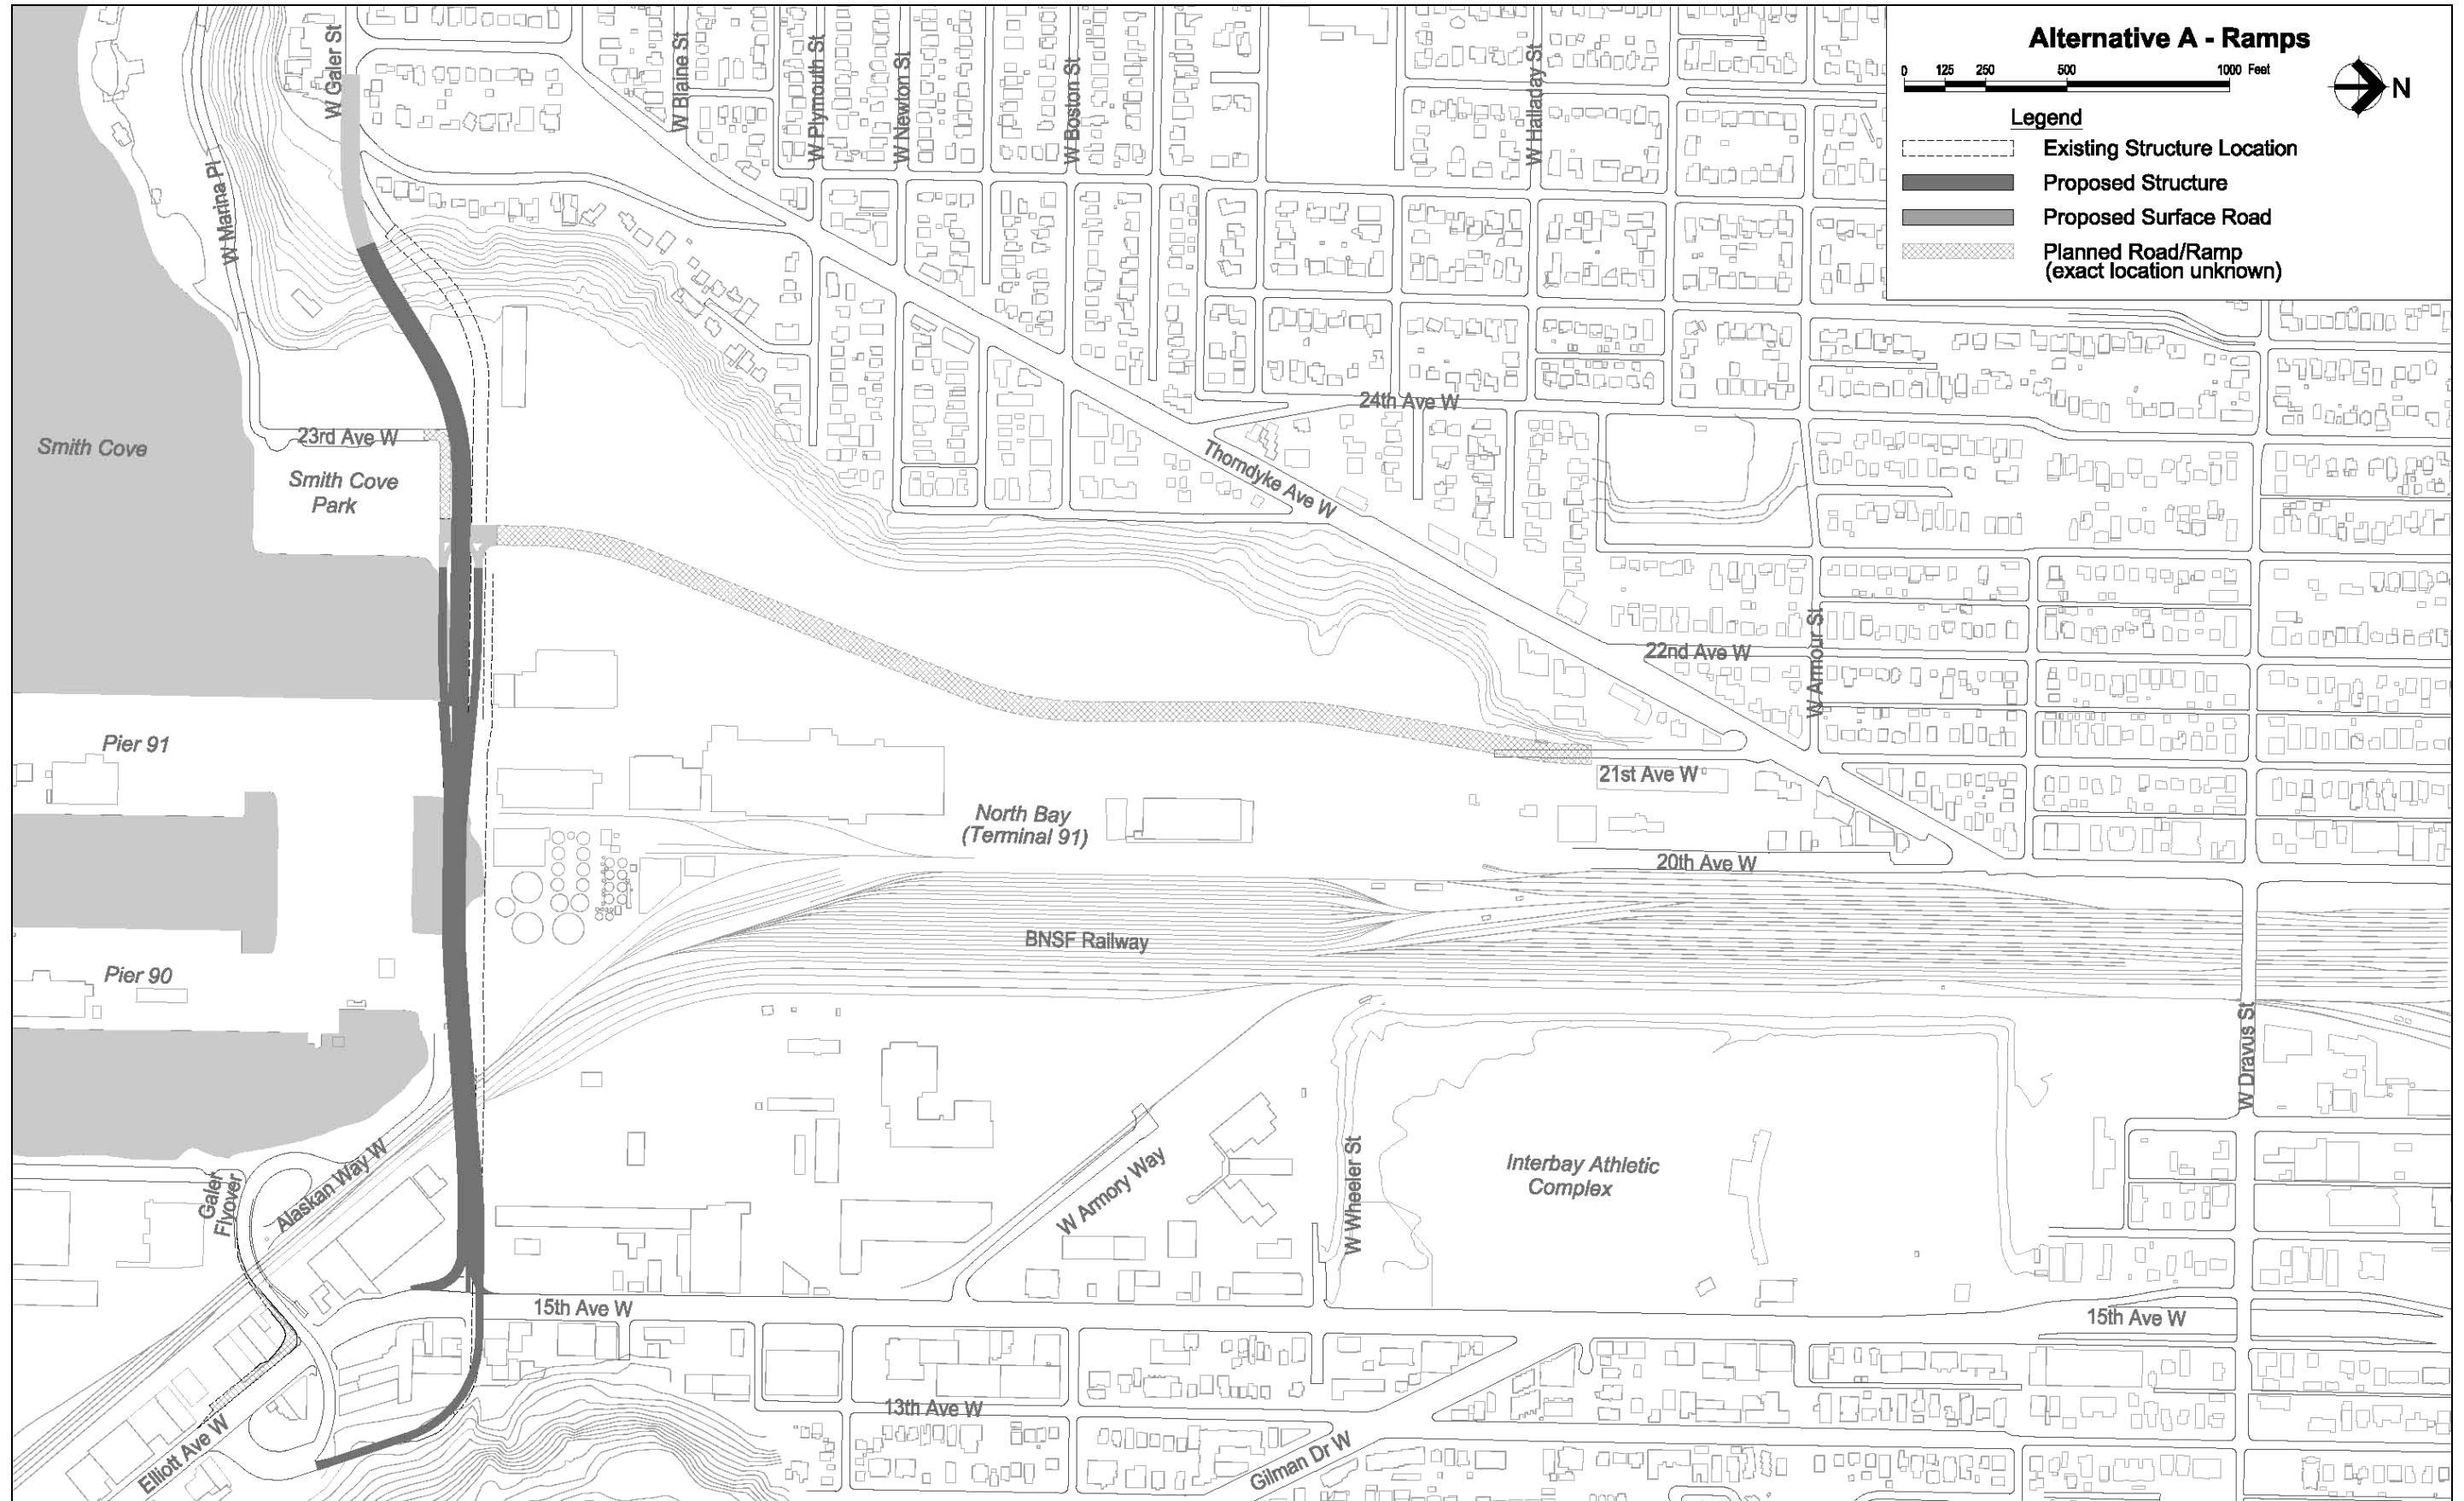 Alternative A - Ramps
0 125 250 500 1000 Feet
N
Legend
Existing Structure Location
Proposed Structure
Proposed Surface Road
Planned Road/Ramp
(exact location unknown)
W Galer St
W Blaine St
W Plymouth St
W Newton St
W Boston St
W Halladay St
W Marina Pl
24th Ave W
23rd Ave W
Smith Cove
Smith Cove
Park
Thorndyke Ave W
22nd Ave W
W Armour St
Pier 91
21st Ave W
North Bay
(Terminal 91)
20th Ave W
BNSF Railway
Pier 90
W Dravus St
Galer
Flyover
Alaskan Way W
W Armory Way
W Wheeler St
Interbay Athletic
Complex
15th Ave W
15th Ave W
13th Ave W
Elliott Ave W
Gilman Dr W